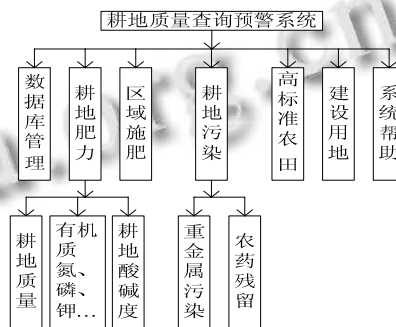 耕地质量查询预警系统
数据库管理
耕地肥力
区域施肥
耕地污染
高标准农田
建设用地
系统帮助
耕地质量
有机质氮、磷、钾…
耕地酸碱度
重金属污染
农药残留